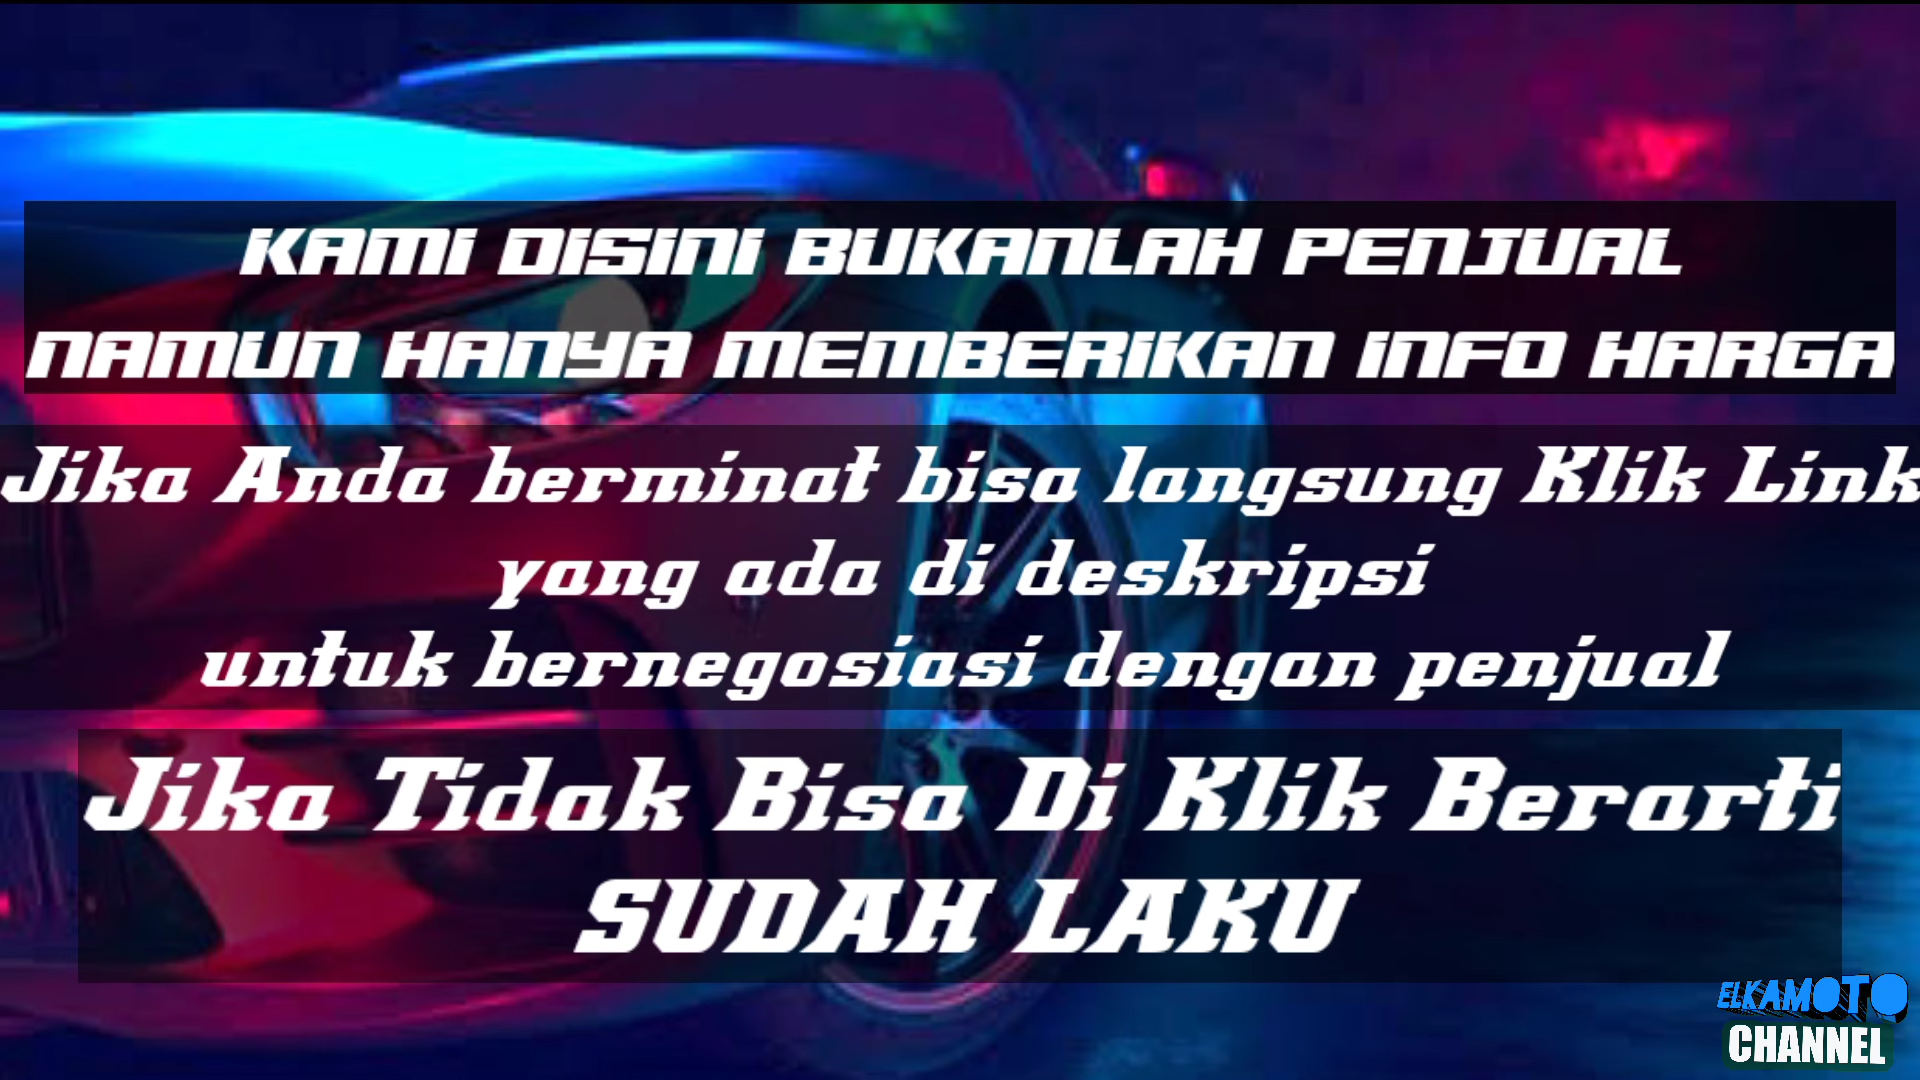 KAMI DISINI BUKANLAH PENJUAL
NAMUN HANYA MEMBERIKAN INFO HARGA
Jika Anda berminat bisa langsung Klik Link
yang ada di deskripsi
untuk bernegosiasi dengan penjual
Jika Tidak Bisa Di Klik Berarti
SUDAH LAKU
ELKAMOTO
CHANNEL